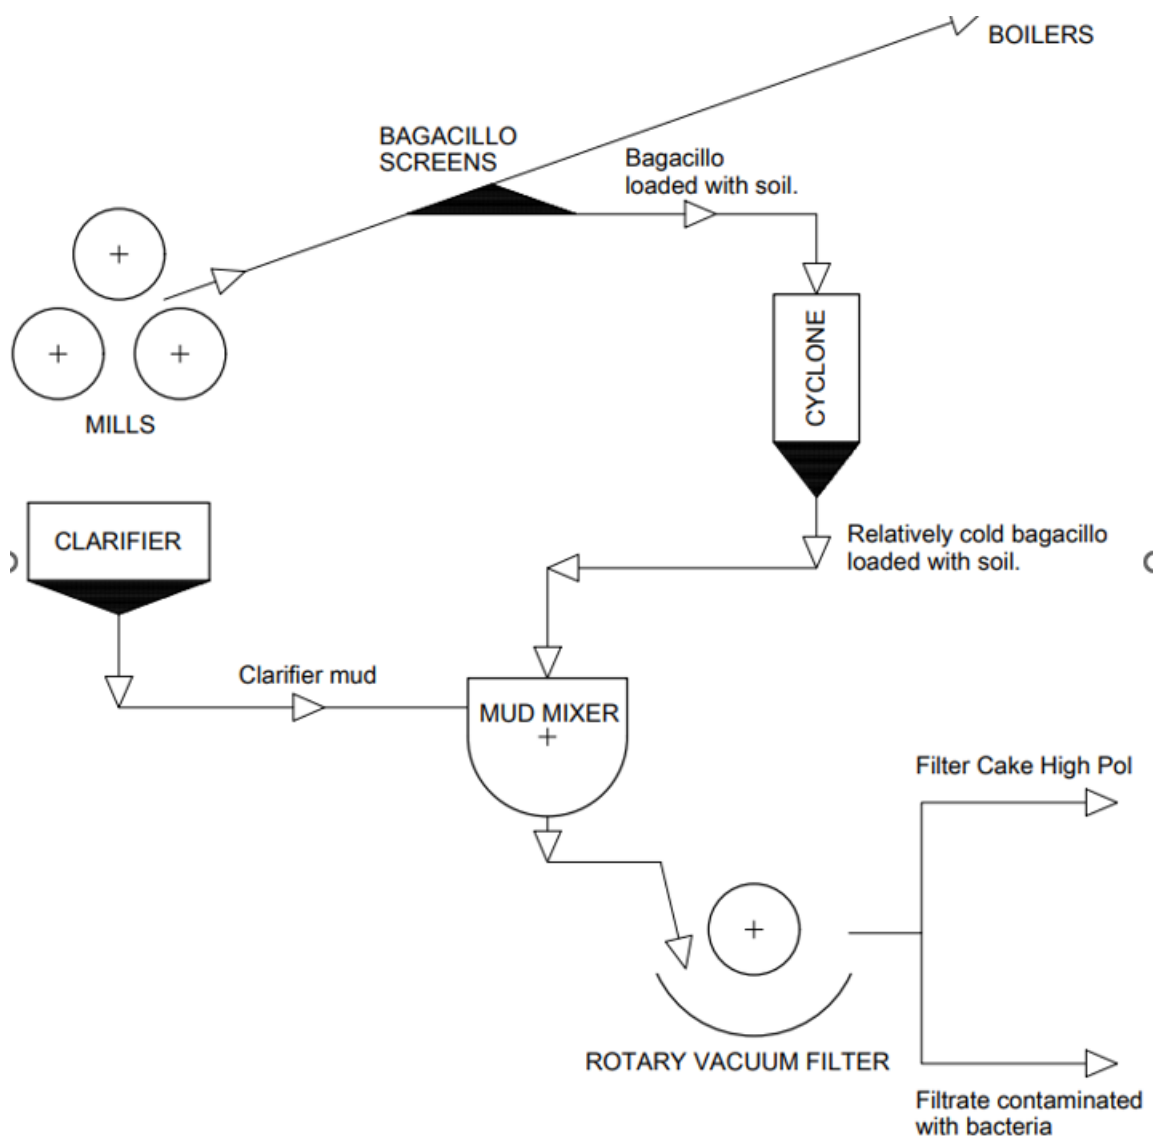 BOILERS
BAGACILLO
SCREENS
Bagacillo
loaded with soil.
MILLS
CYCLONE
CLARIFIER
Relatively cold bagacillo
loaded with soil.
Clarifier mud
MUD MIXER
Filter Cake High Pol
ROTARY VACUUM FILTER
Filtrate contaminated
with bacteria